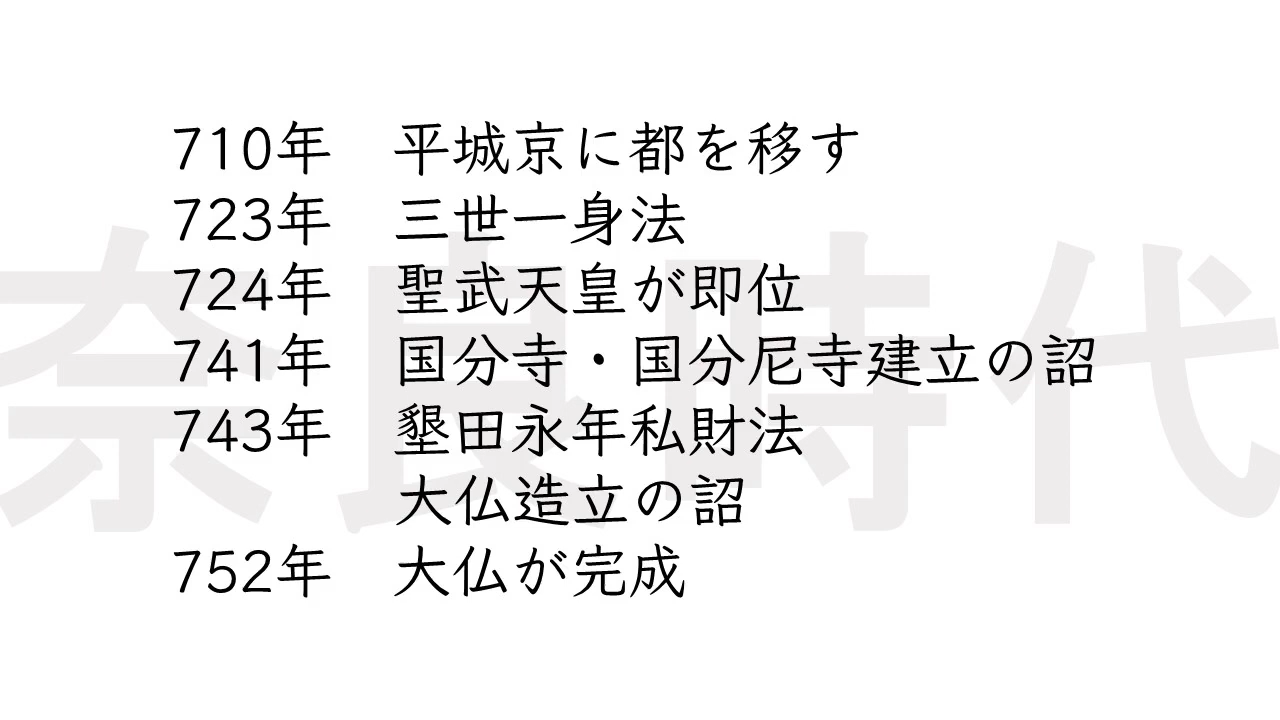 710年　平城京に都を移す
723年　三世一身法
724年　聖武天皇が即位
741年　国分寺・国分尼寺建立の詔
743年　墾田永年私財法
大仏造立の詔
752年　大仏が完成
奈良時代